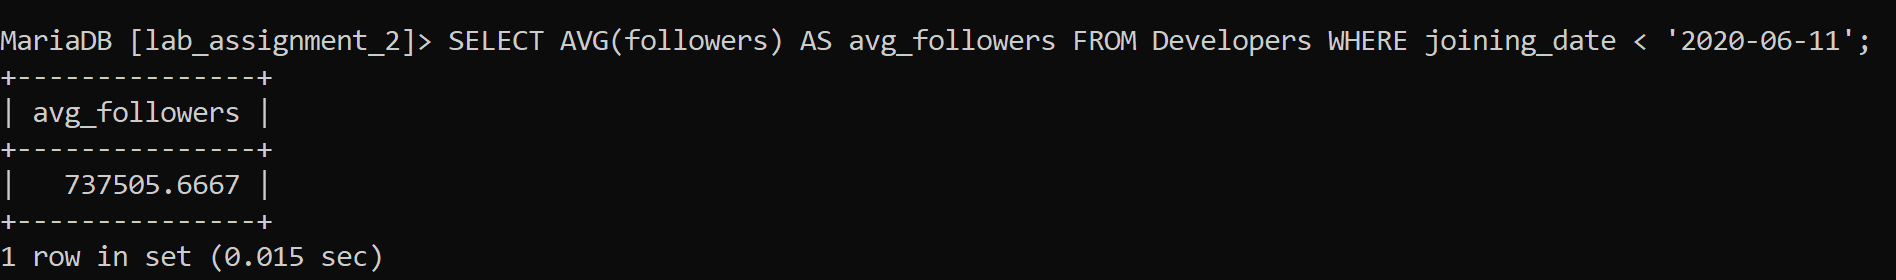 MariaDB [lab_assignment_2]> SELECT AVG(followers) AS avg_followers FROM Developers WHERE joining_date < '2020-06-11';
+---------------+
| avg_followers |
+---------------+
|   737505.6667 |
+---------------+
1 row in set (0.015 sec)